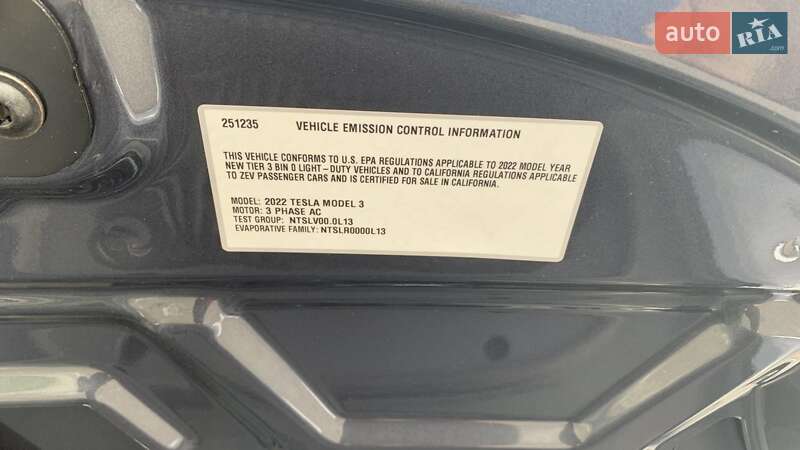 auto RIA .com
251235 VEHICLE EMISSION CONTROL INFORMATION
THIS VEHICLE CONFORMS TO U.S. EPA REGULATIONS APPLICABLE TO 2022 MODEL YEAR
NEW TIER 3 BIN 0 LIGHT-DUTY VEHICLES AND TO CALIFORNIA REGULATIONS APPLICABLE
TO ZEV PASSENGER CARS AND IS CERTIFIED FOR SALE IN CALIFORNIA.
MODEL: 2022 TESLA MODEL 3
MOTOR: 3 PHASE AC
TEST GROUP: NTSLV00.0L13
EVAPORATIVE FAMILY: NTSLR0000L13